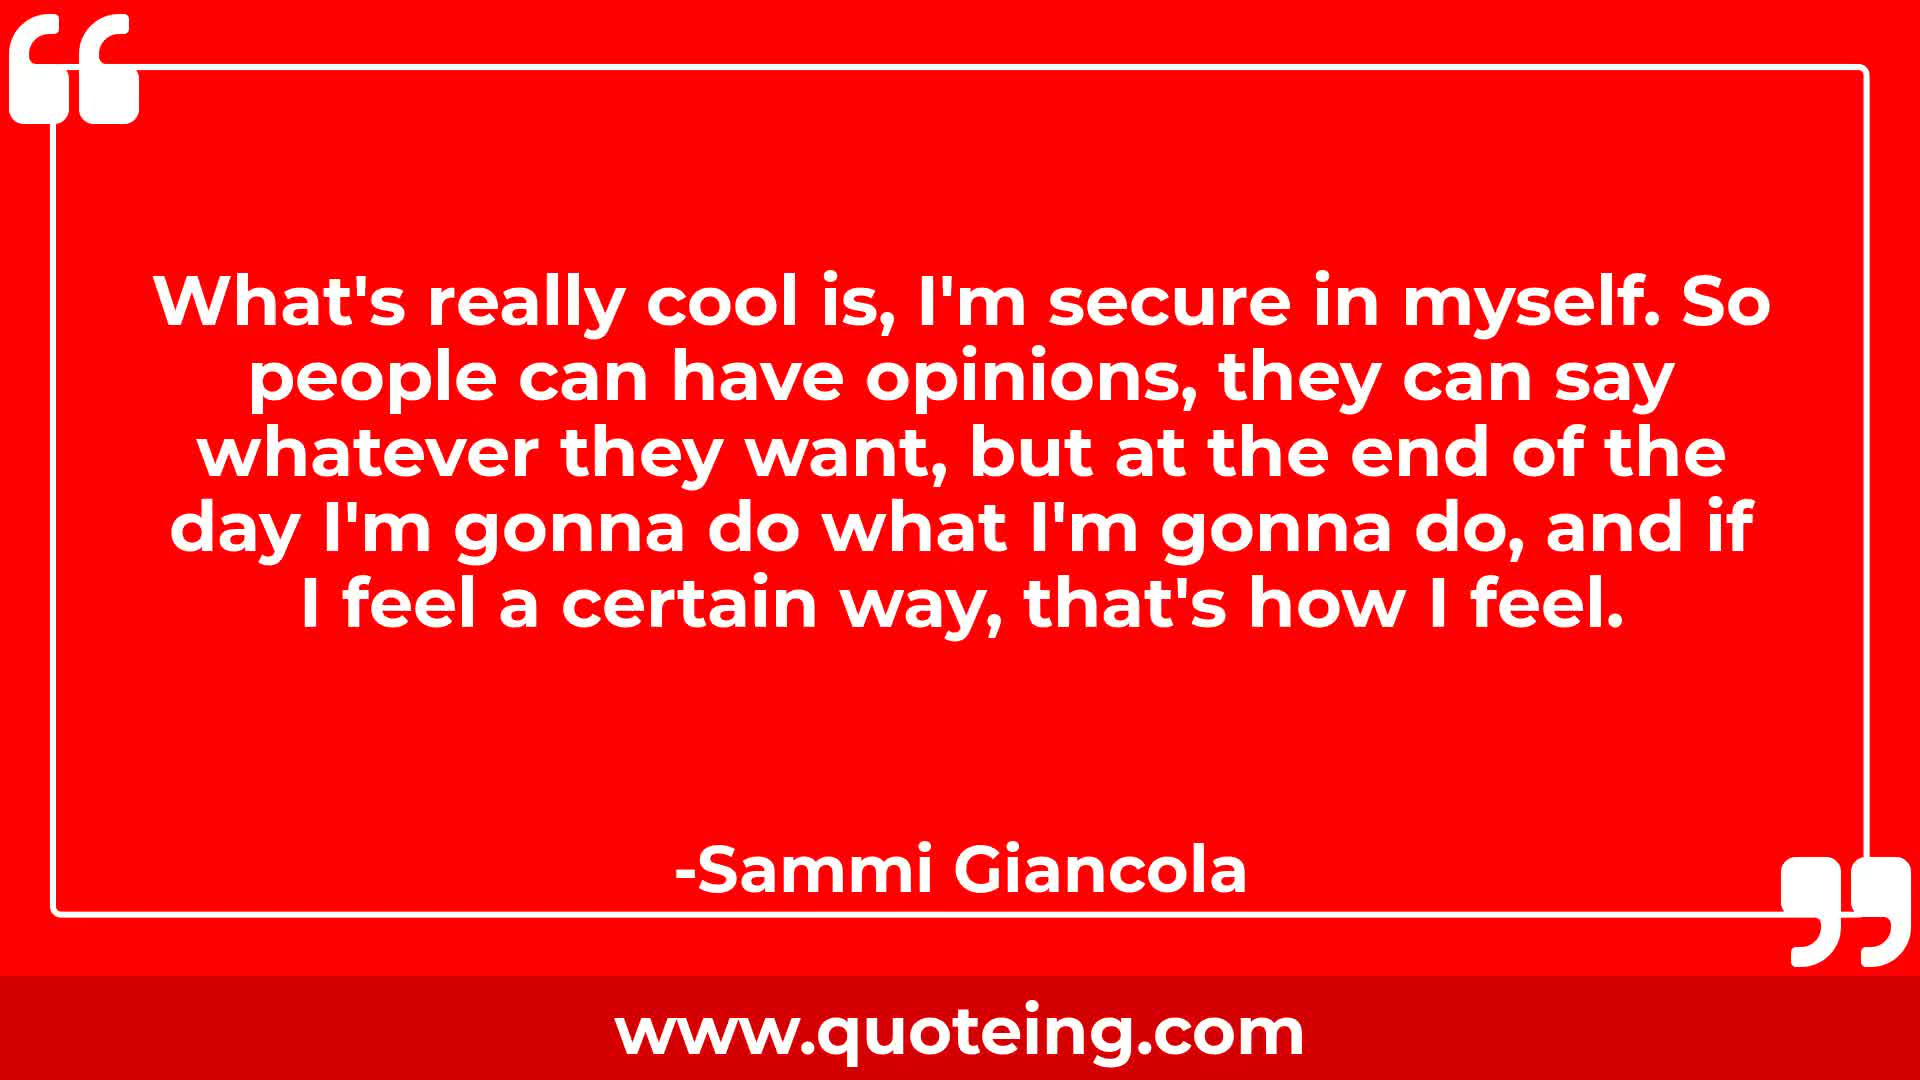 What's really cool is, I'm secure in myself. So
people can have opinions, they can say
whatever they want, but at the end of the
day I'm gonna do what I'm gonna do, and if
I feel a certain way, that's how I feel.
-Sammi Giancola
www.quoteing.com